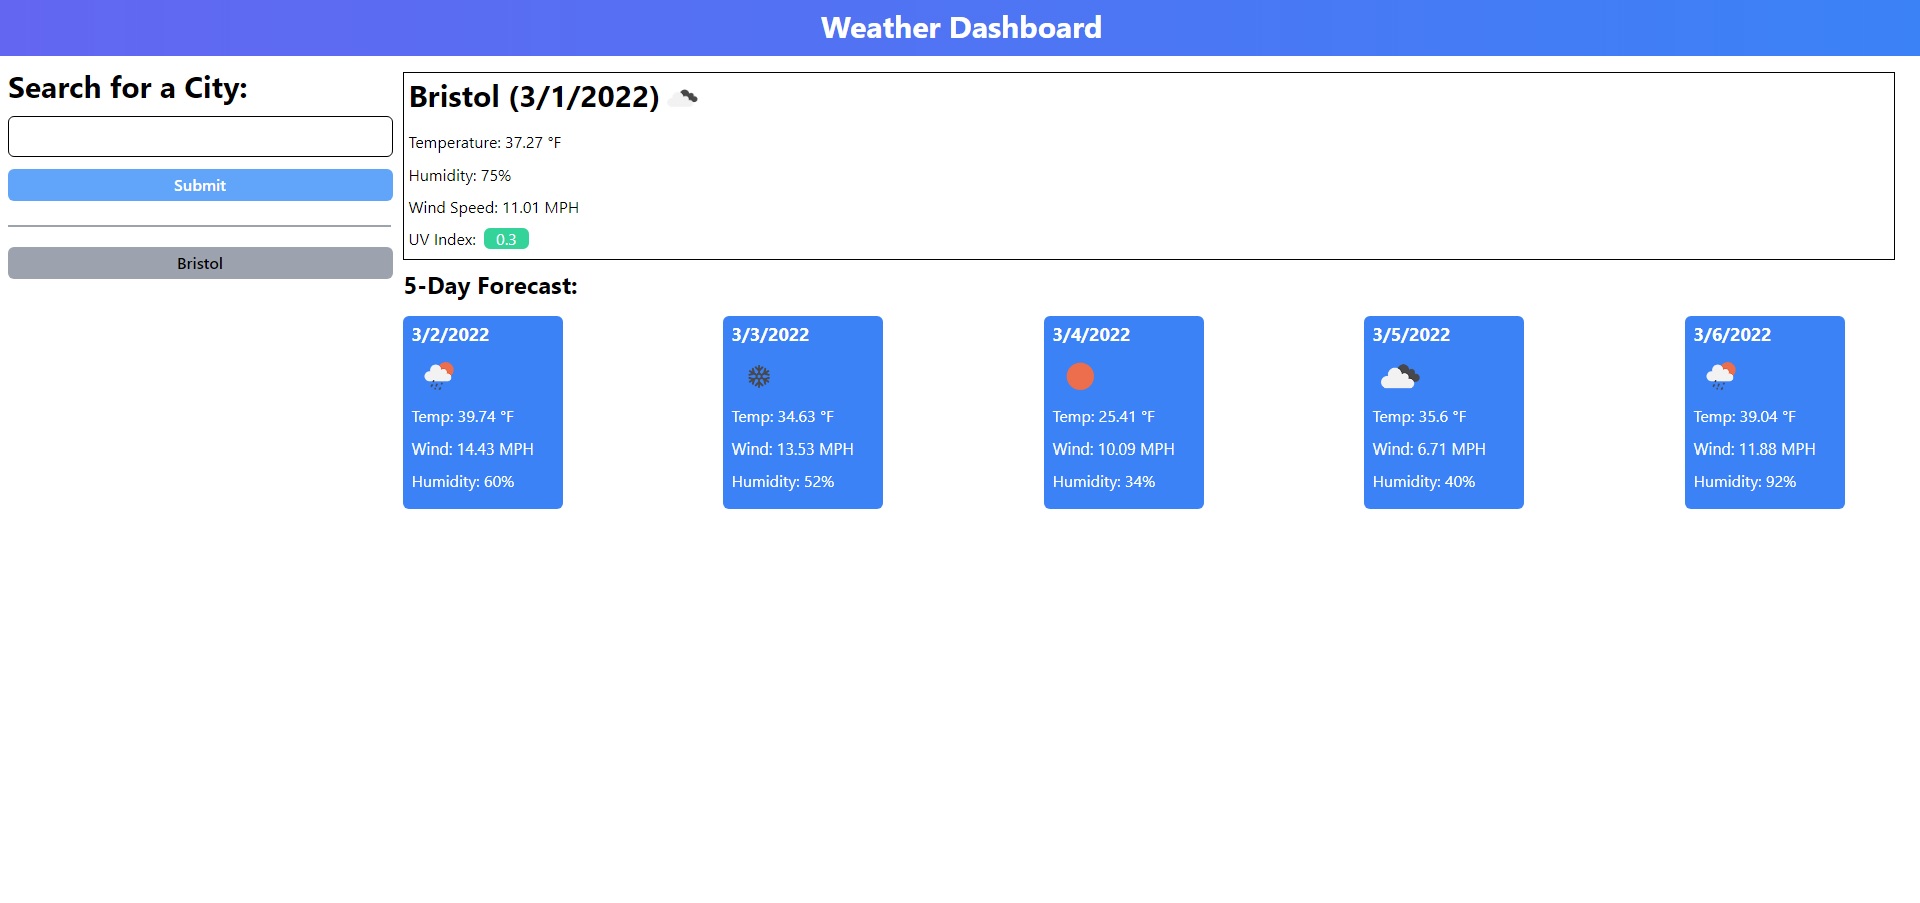 Weather Dashboard
Search for a City:
Submit
Bristol
Bristol (3/1/2022)
Temperature: 37.27 °F
Humidity: 75%
Wind Speed: 11.01 MPH
UV Index: 0.3
5-Day Forecast:
3/2/2022
Temp: 39.74 °F
Wind: 14.43 MPH
Humidity: 60%
3/3/2022
Temp: 34.63 °F
Wind: 13.53 MPH
Humidity: 52%
3/4/2022
Temp: 25.41 °F
Wind: 10.09 MPH
Humidity: 34%
3/5/2022
Temp: 35.6 °F
Wind: 6.71 MPH
Humidity: 40%
3/6/2022
Temp: 39.04 °F
Wind: 11.88 MPH
Humidity: 92%